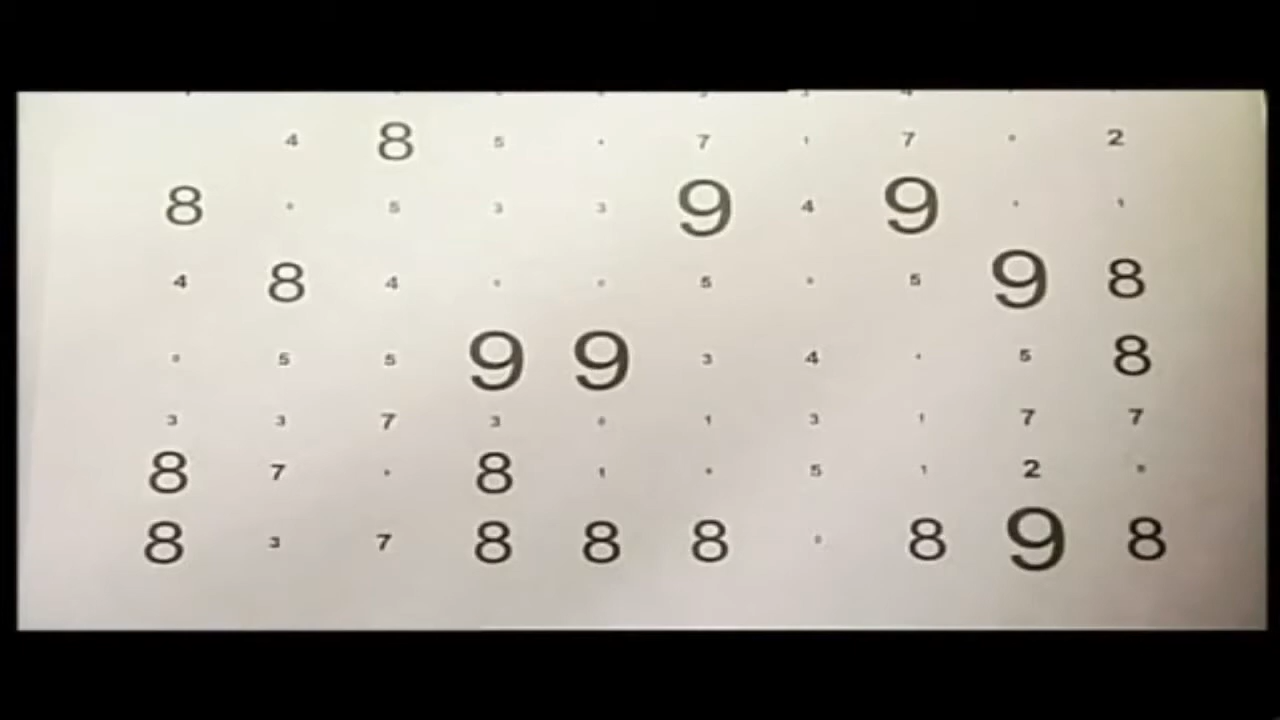 4 8 5 7 1 7 2
8 5 3 3 9 4 9 1
4 8 4 5 5 9 8
5 5 9 9 3 4 5 8
3 3 7 3 1 3 1 7 7
8 7 8 1 5 1 2
8 3 7 8 8 8 8 9 8